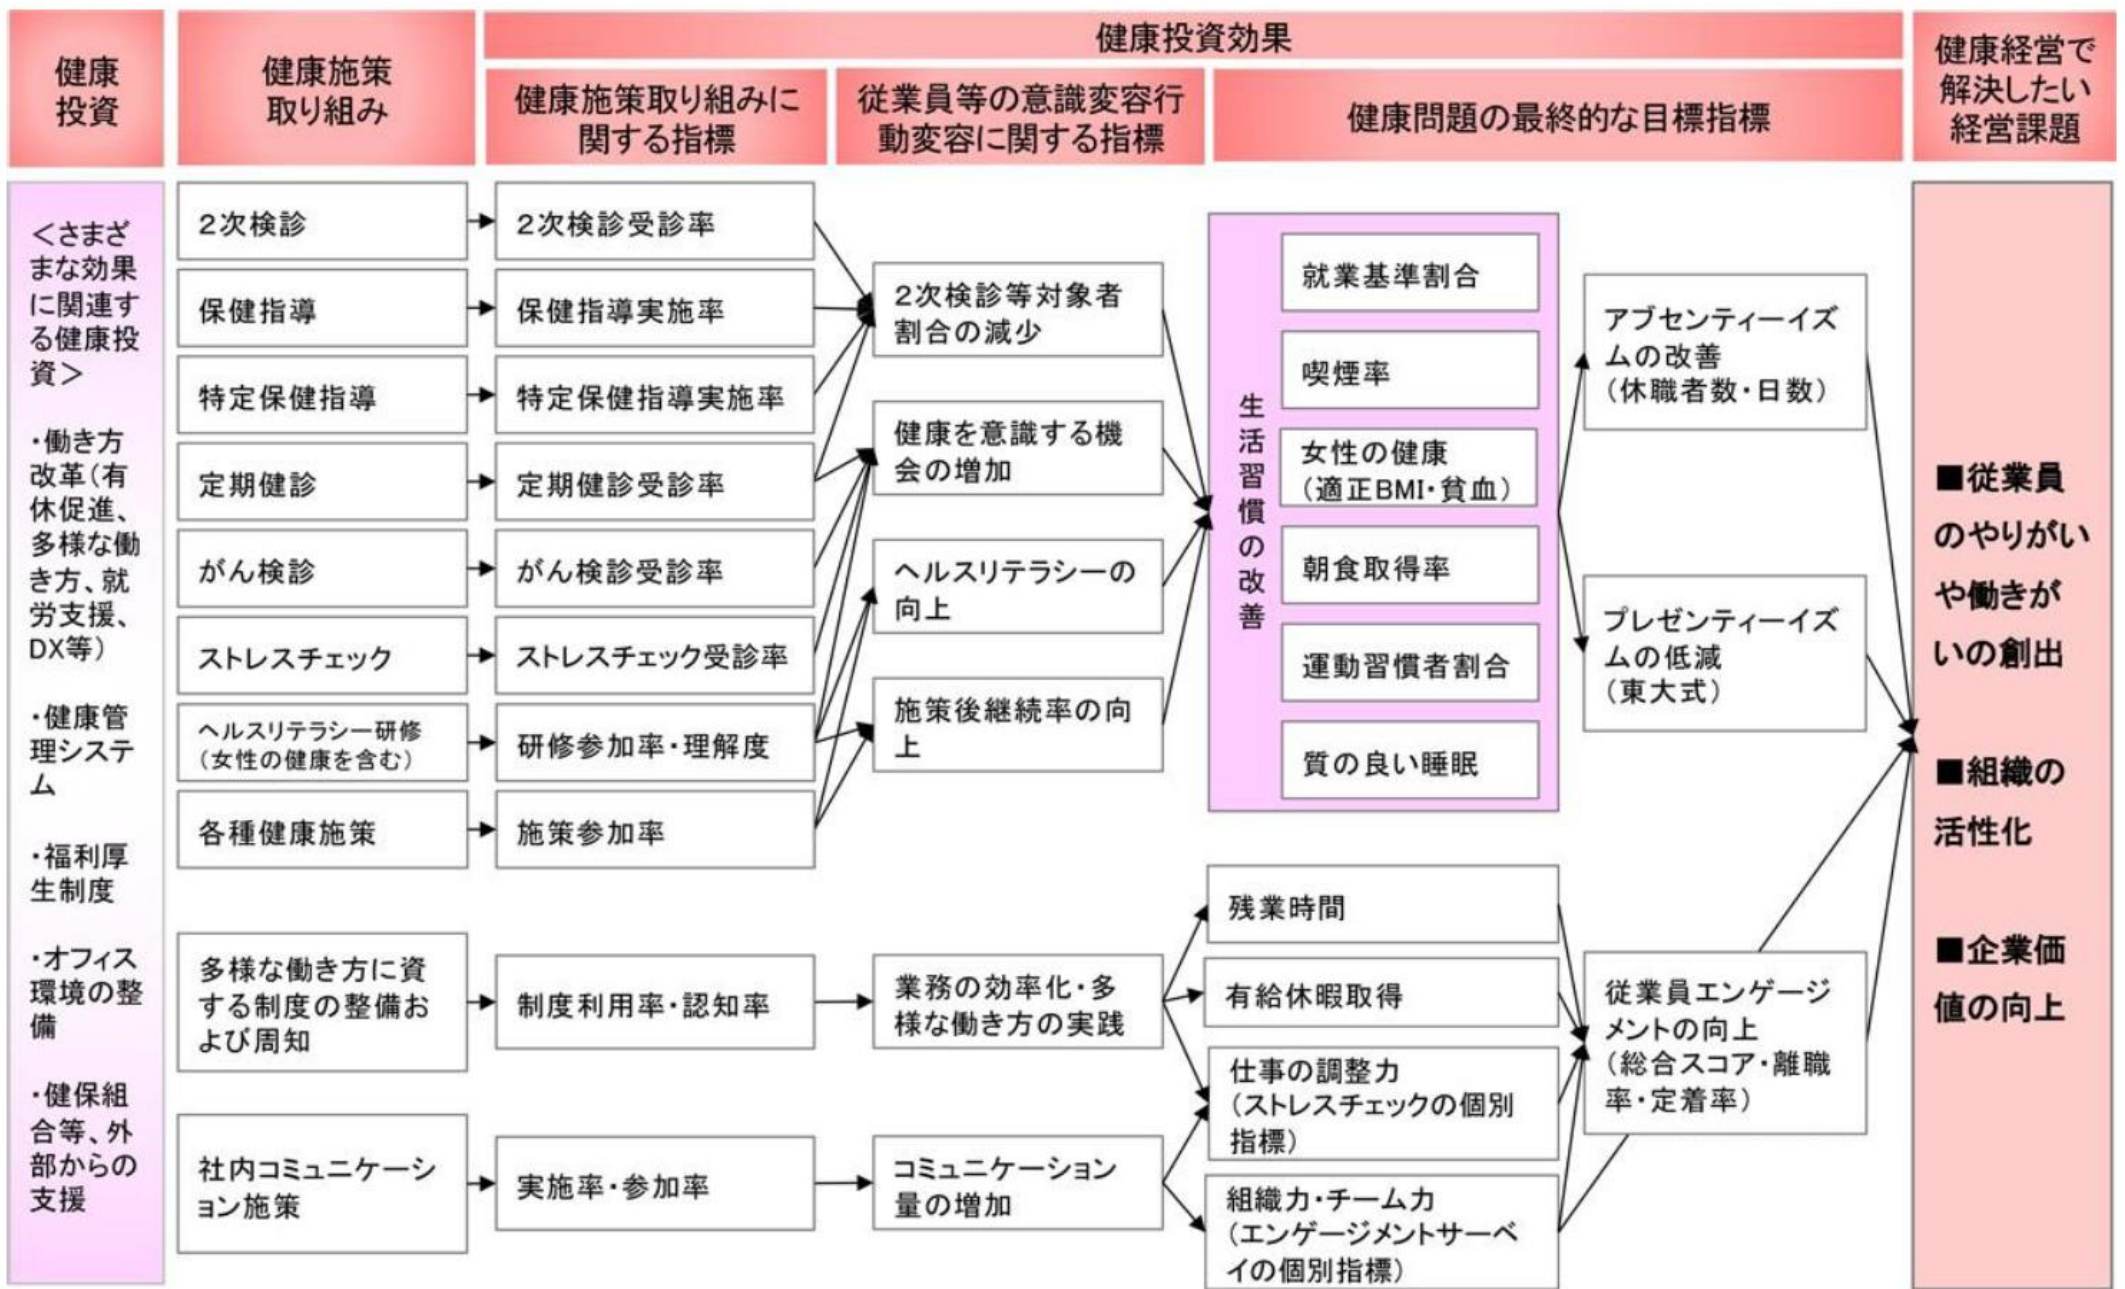 健康
投資
健康施策
取り組み
健康投資効果
健康施策取り組みに
関する指標
従業員等の意識変容行
動変容に関する指標
健康問題の最終的な目標指標
健康経営で
解決したい
経営課題
＜さまざ
まな効果
に関連す
る健康投
資＞
・働き方
改革(有
休促進、
多様な働
き方、就
労支援、
DX等)
・健康管
理システ
ム
・福利厚
生制度
・オフィス
環境の整
備
・健保組
合等、外
部からの
支援
2次検診
保健指導
特定保健指導
定期健診
がん検診
ストレスチェック
ヘルスリテラシー研修
(女性の健康を含む)
各種健康施策
多様な働き方に資
する制度の整備お
よび周知
社内コミュニケーシ
ョン施策
2次検診受診率
保健指導実施率
特定保健指導実施率
定期健診受診率
がん検診受診率
ストレスチェック受診率
研修参加率・理解度
施策参加率
制度利用率・認知率
実施率・参加率
2次検診等対象者
割合の減少
健康を意識する機
会の増加
ヘルスリテラシーの
向上
施策後継続率の向
上
業務の効率化・多
様な働き方の実践
コミュニケーション
量の増加
生活習慣の改善
就業基準割合
喫煙率
女性の健康
(適正BMI・貧血)
朝食取得率
運動習慣者割合
質の良い睡眠
残業時間
有給休暇取得
仕事の調整力
(ストレスチェックの個別
指標)
組織力・チーム力
(エンゲージメントサーベ
イの個別指標)
アブセンティーイズ
ムの改善
(休職者数・日数)
プレゼンティーイズ
ムの低減
(東大式)
従業員エンゲージ
メントの向上
(総合スコア・離職
率・定着率)
■従業員
のやりがい
や働きが
いの創出
■組織の
活性化
■企業価
値の向上